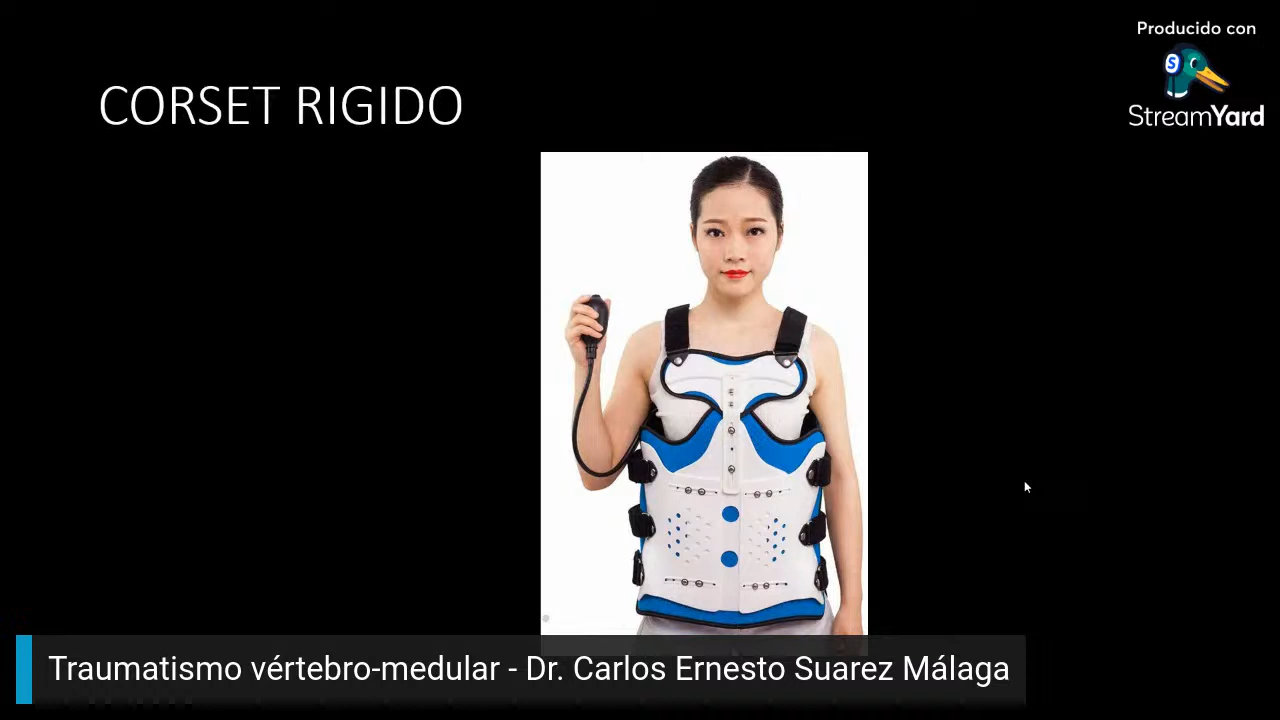 Producido con
S
StreamYard
CORSET RIGIDO
Traumatismo vértebro-medular - Dr. Carlos Ernesto Suarez Málaga